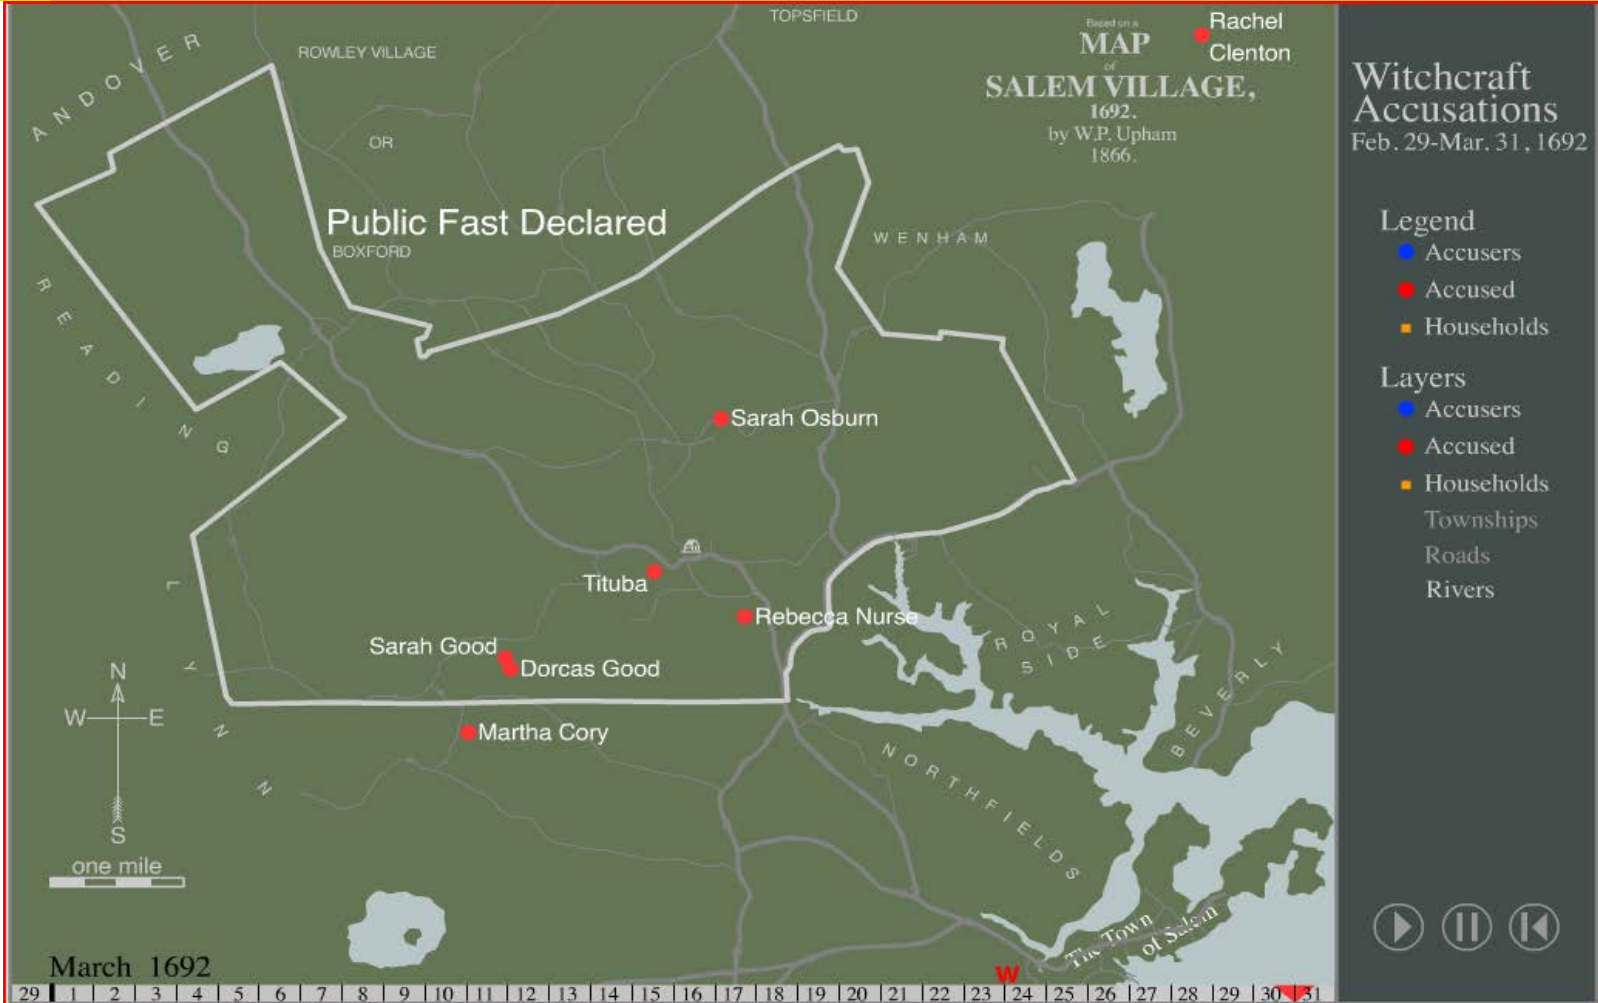 TOPSFIELD
Rachel
Clenton
ANDOVER
ROWLEY VILLAGE
OR
BOXFORD
Based on a
MAP
of
SALEM VILLAGE,
1692.
by W.P. Upham
1866.
Public Fast Declared
WENHAM
READING
Sarah Osburn
Tituba
Rebecca Nurse
Sarah Good
Dorcas Good
Martha Cory
LYNN
ROYAL
SIDE
BEVERLY
NORTHFIELDS
The Town
of Salem
N
W E
S
one mile
March 1692
W
29 1 2 3 4 5 6 7 8 9 10 11 12 13 14 15 16 17 18 19 20 21 22 23 24 25 26 27 28 29 30 31
Witchcraft
Accusations
Feb. 29-Mar. 31, 1692
Legend
Accusers
Accused
Households
Layers
Accusers
Accused
Households
Townships
Roads
Rivers